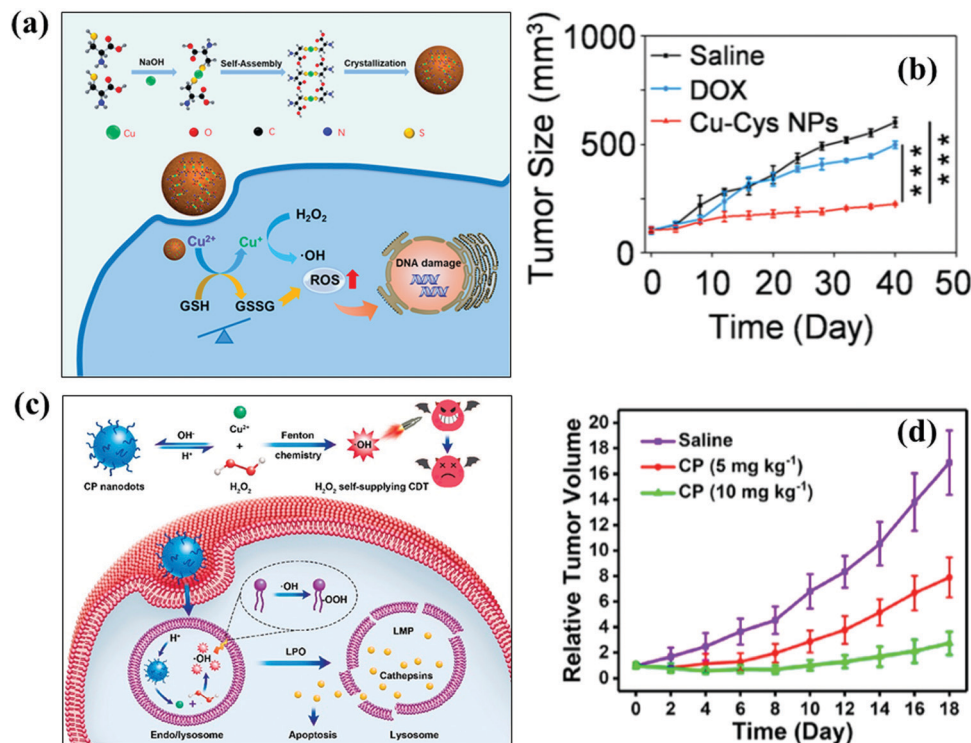 (a)
NaOH
Self-Assembly
Crystallization
Cu
O
C
N
S
H₂O₂
Cu²⁺
Cu⁺
·OH
ROS
DNA damage
GSH
GSSG
(b)
1000
500
0
Tumor Size (mm³)
Saline
DOX
Cu-Cys NPs
***
***
0 10 20 30 40 50
Time (Day)
(c)
CP nanodots
OH⁻
H⁺
Cu²⁺
+
H₂O₂
Fenton
chemistry
·OH
H₂O₂ self-supplying CDT
·OH
-OOH
H⁺
·OH
+
LPO
LMP
Cathepsins
Endo/lysosome
Apoptosis
Lysosome
(d)
20
18
16
14
12
10
8
6
4
2
0
Relative Tumor Volume
Saline
CP (5 mg kg⁻¹)
CP (10 mg kg⁻¹)
0 2 4 6 8 10 12 14 16 18
Time (Day)